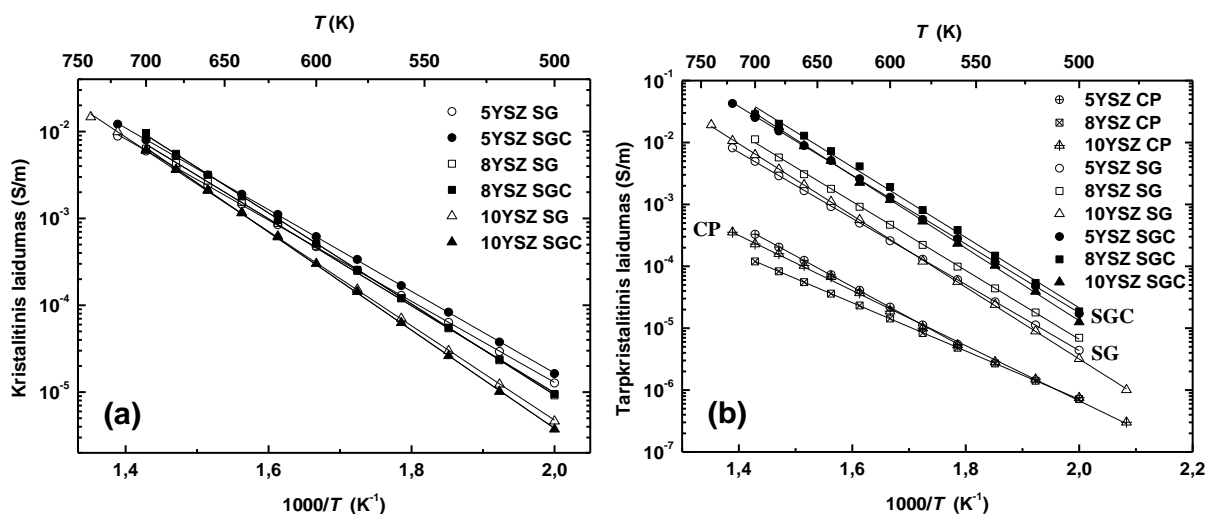 T (K)
750 700 650 600 550 500
Kristalitinis laidumas (S/m)
10⁻²
10⁻³
10⁻⁴
10⁻⁵
5YSZ SG
5YSZ SGC
8YSZ SG
8YSZ SGC
10YSZ SG
10YSZ SGC
(a)
1,4 1,6 1,8 2,0
1000/T (K⁻¹)
T (K)
750 700 650 600 550 500
Tarpkristalitinis laidumas (S/m)
10⁻¹
10⁻²
10⁻³
10⁻⁴
10⁻⁵
10⁻⁶
10⁻⁷
5YSZ CP
8YSZ CP
10YSZ CP
5YSZ SG
8YSZ SG
10YSZ SG
5YSZ SGC
8YSZ SGC
10YSZ SGC
CP
SGC
SG
(b)
1,4 1,6 1,8 2,0 2,2
1000/T (K⁻¹)